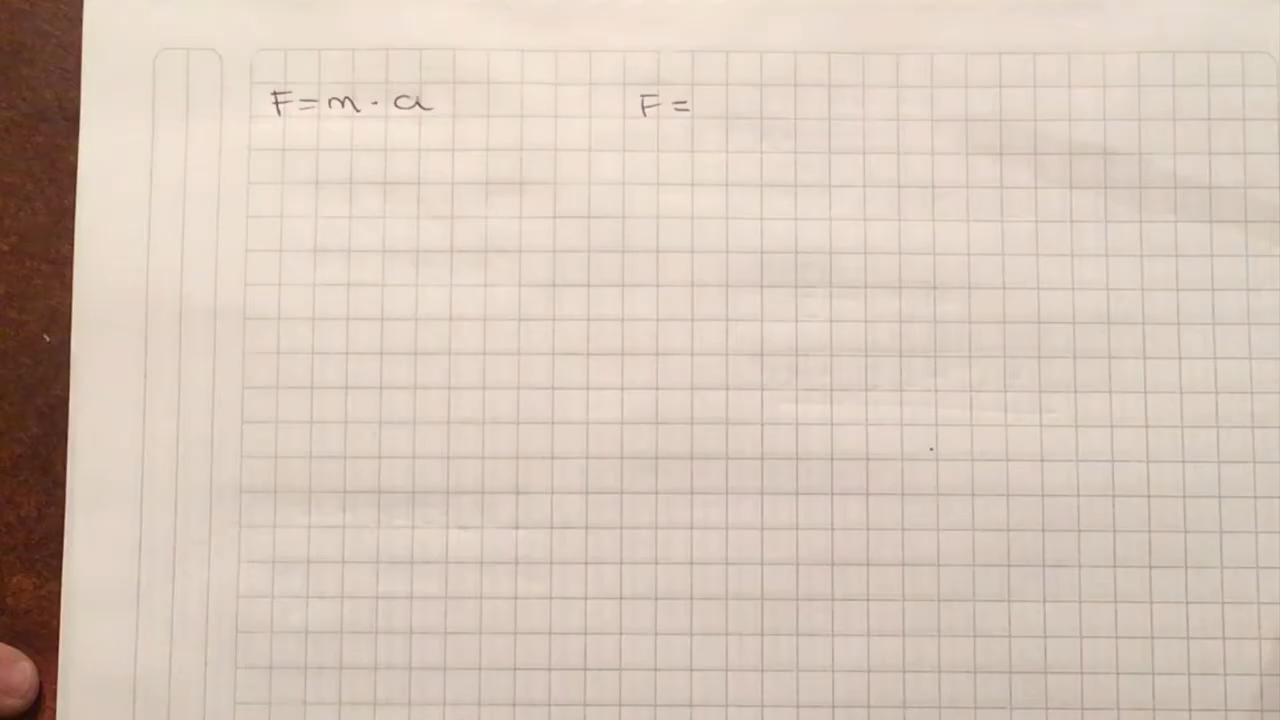 F = m · a F =